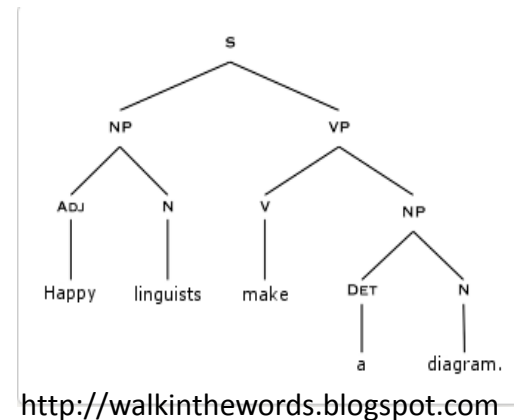 S
NP VP
ADJ N V NP
Happy linguists make DET N
a diagram.
http://walkinthewords.blogspot.com